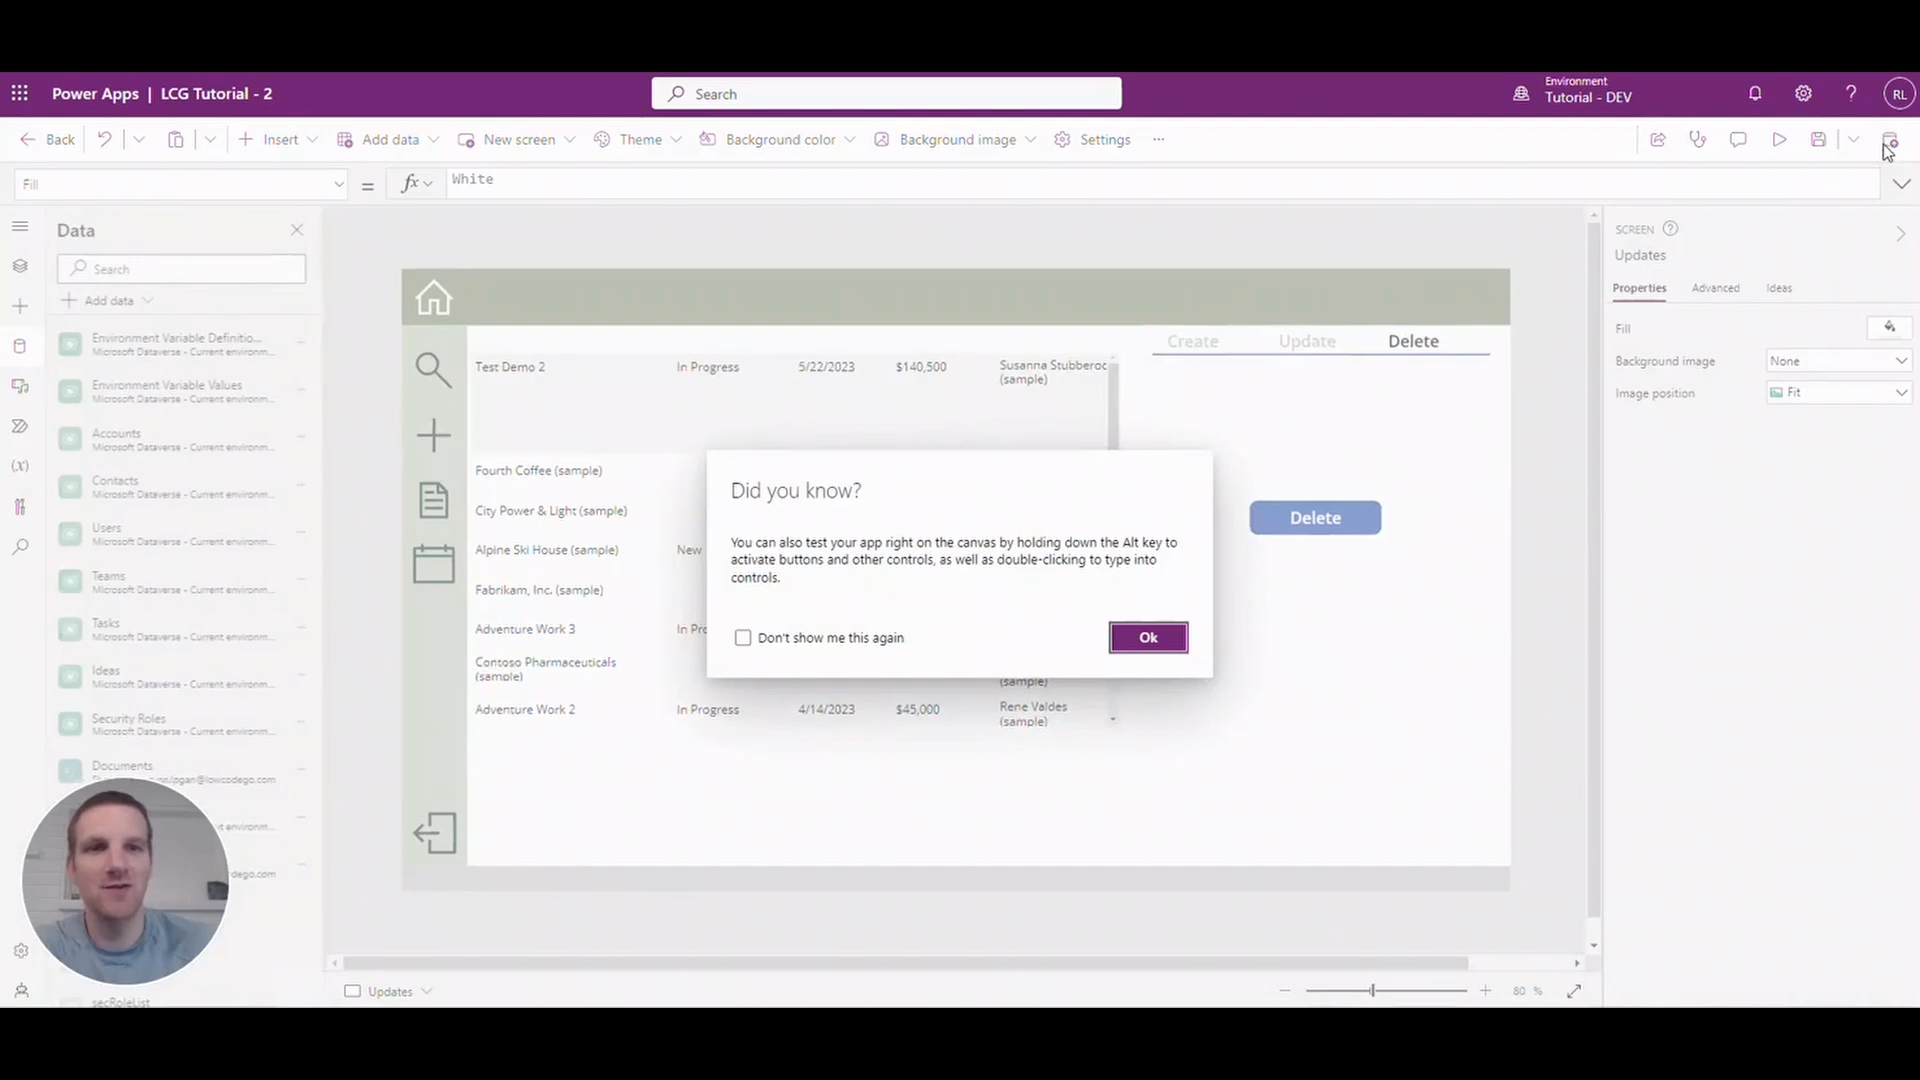 Power Apps | LCG Tutorial - 2
Search
Environment
Tutorial - DEV
RL
Back
Insert
Add data
New screen
Theme
Background color
Background image
Settings
Fill
=
fx
White
Data
Search
Add data
Environment Variable Definitio...
Microsoft Dataverse - Current environm...
Environment Variable Values
Microsoft Dataverse - Current environm...
Accounts
Microsoft Dataverse - Current environm...
Contacts
Microsoft Dataverse - Current environm...
Users
Microsoft Dataverse - Current environm...
Teams
Microsoft Dataverse - Current environm...
Tasks
Microsoft Dataverse - Current environm...
Ideas
Microsoft Dataverse - Current environm...
Security Roles
Microsoft Dataverse - Current environm...
Documents
secRoleList
Create
Update
Delete
Test Demo 2
In Progress
5/22/2023
$140,500
Susanna Stubberoc
(sample)
Fourth Coffee (sample)
City Power & Light (sample)
Alpine Ski House (sample)
New
Fabrikam, Inc. (sample)
Adventure Work 3
In Pro
Contoso Pharmaceuticals
(sample)
(sample)
Adventure Work 2
In Progress
4/14/2023
$45,000
Rene Valdes
(sample)
Did you know?
You can also test your app right on the canvas by holding down the Alt key to
activate buttons and other controls, as well as double-clicking to type into
controls.
Don't show me this again
Ok
Delete
SCREEN
Updates
Properties
Advanced
Ideas
Fill
Background image
None
Image position
Fit
Updates
80 %